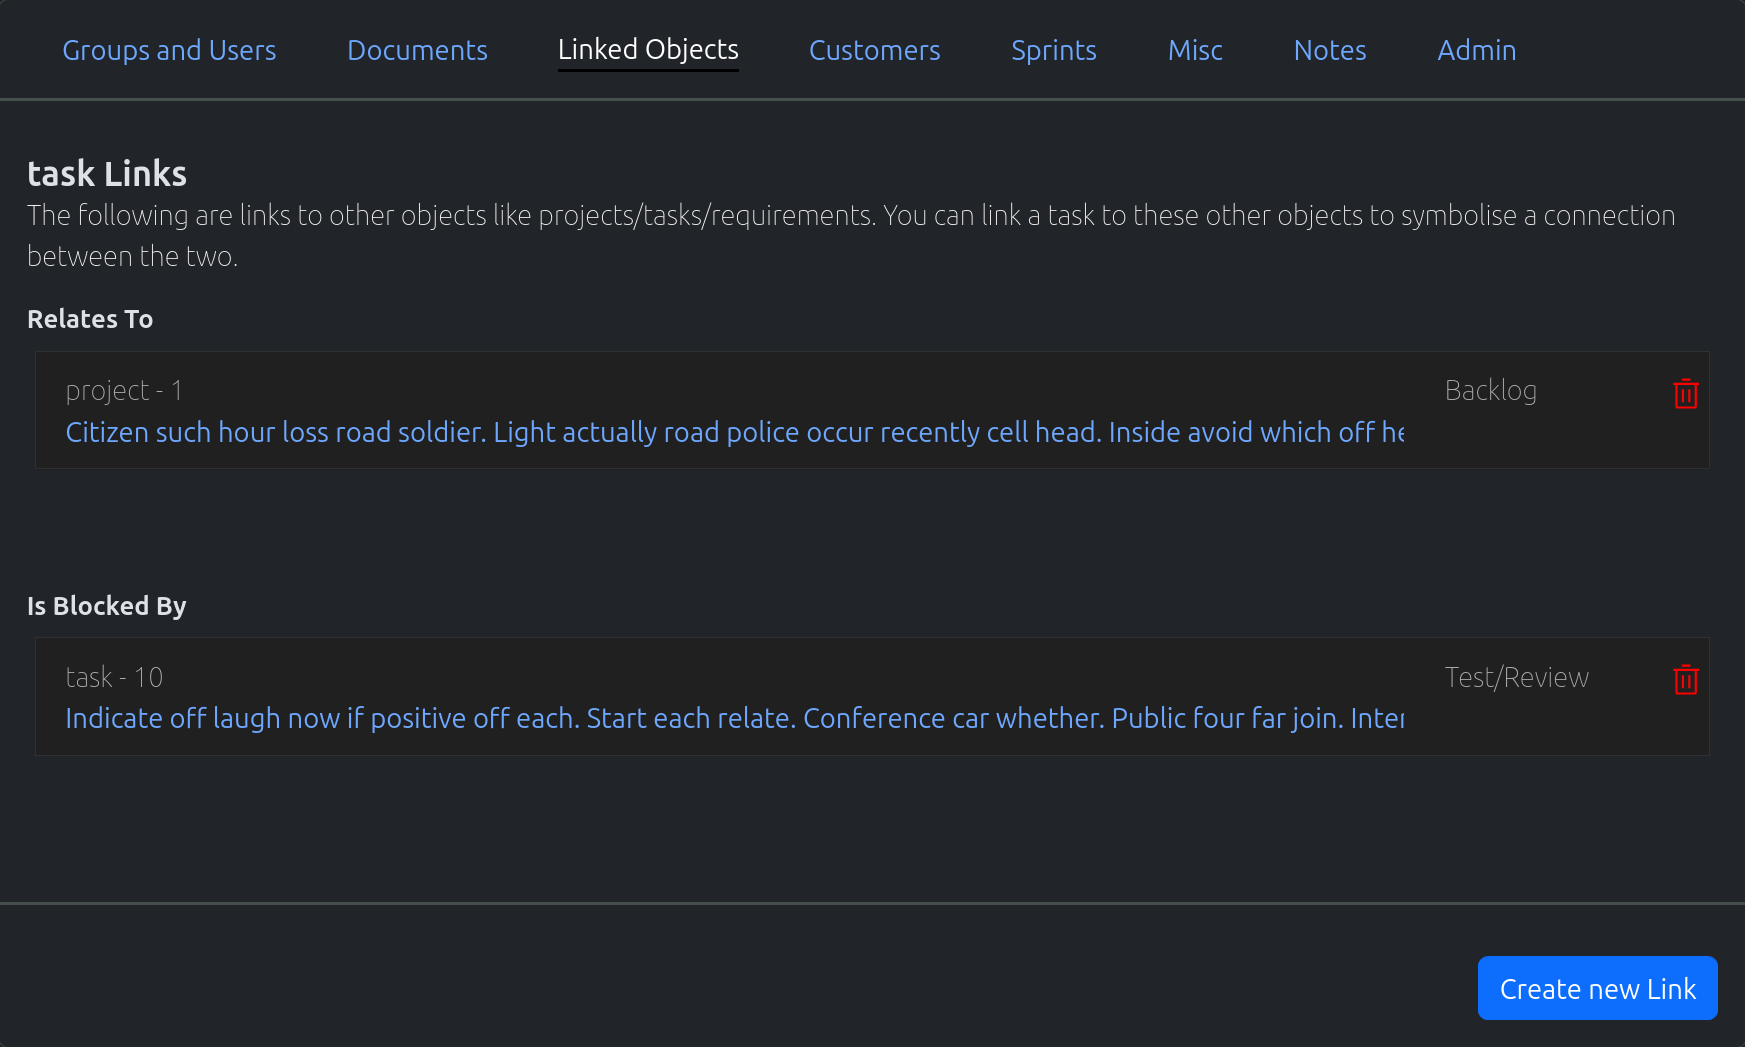 Groups and Users Documents Linked Objects Customers Sprints Misc Notes Admin
task Links
The following are links to other objects like projects/tasks/requirements. You can link a task to these other objects to symbolise a connection
between the two.
Relates To
project - 1 Backlog
Citizen such hour loss road soldier. Light actually road police occur recently cell head. Inside avoid which off he
Is Blocked By
task - 10 Test/Review
Indicate off laugh now if positive off each. Start each relate. Conference car whether. Public four far join. Inter
Create new Link